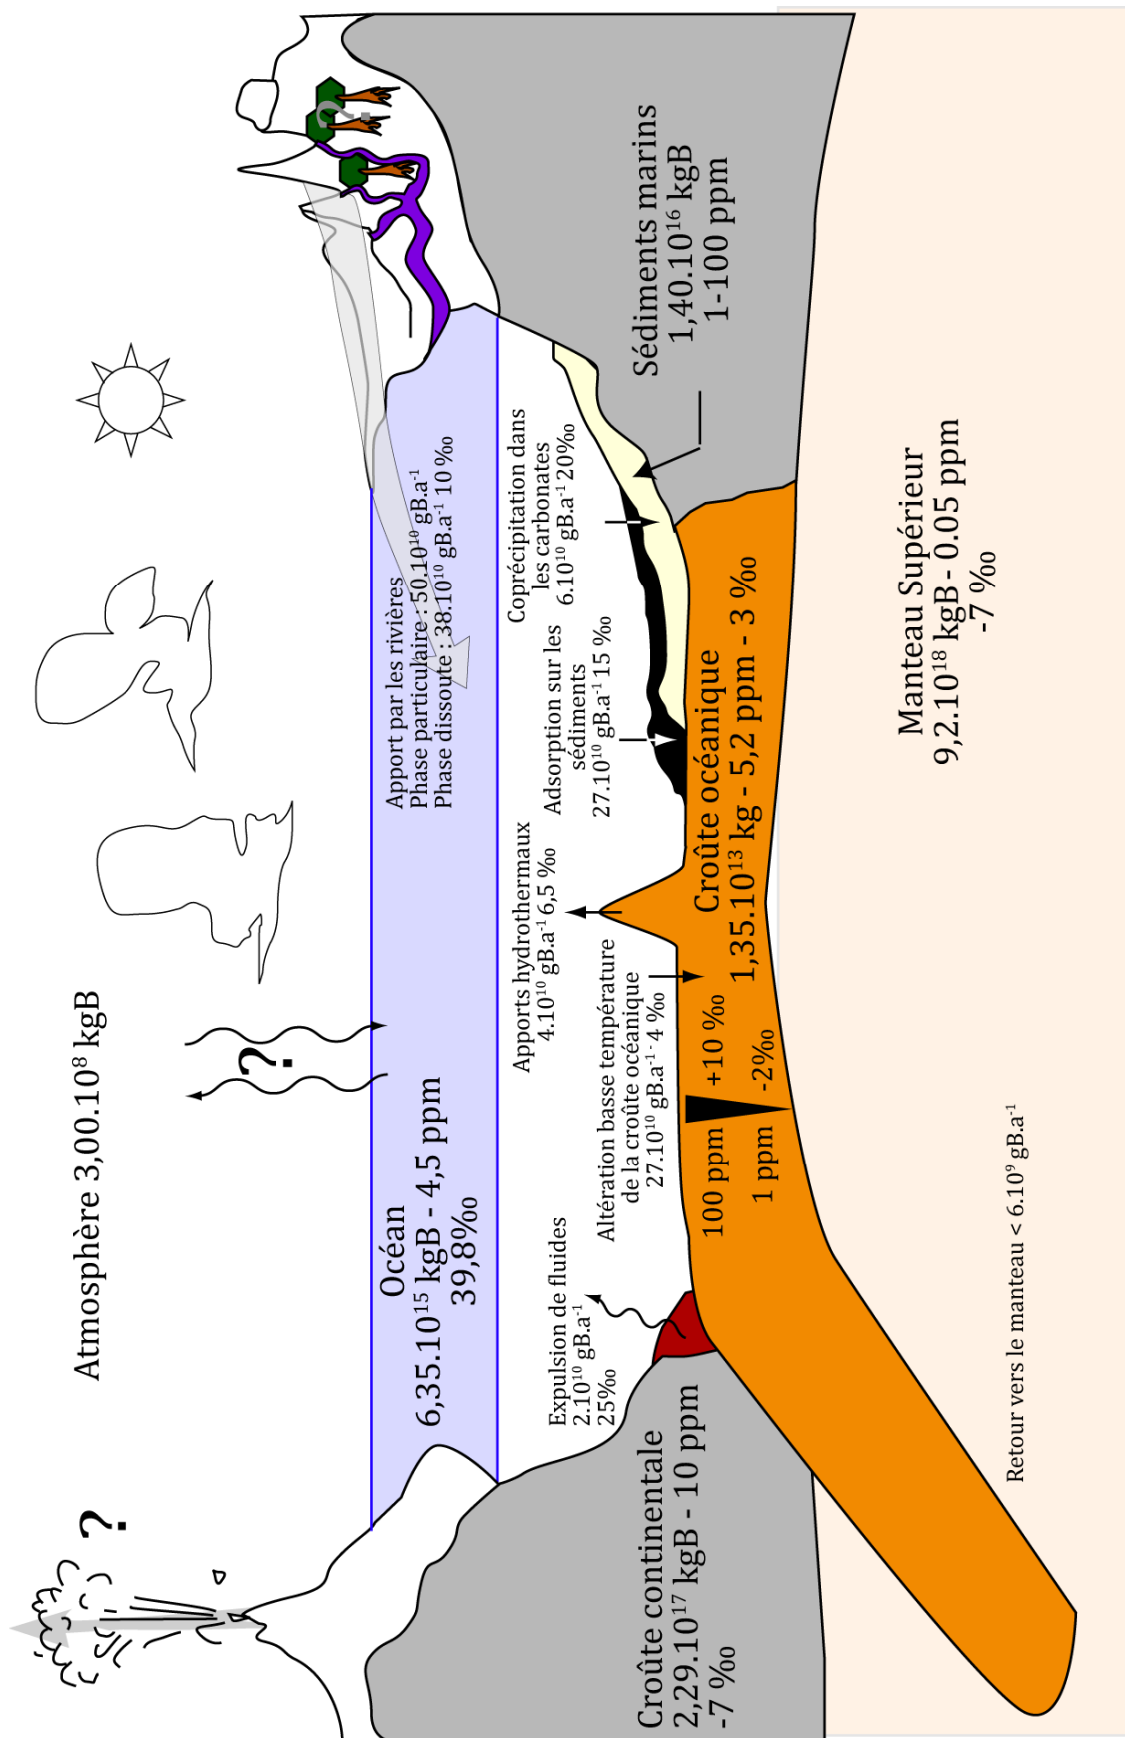 ?
Atmosphère 3,00.10⁸ kgB
?
?
Océan
6,35.10¹⁵ kgB - 4,5 ppm
39,8‰
Apport par les rivières
Phase particulaire : 50.10¹⁰ gB.a⁻¹
Phase dissoute : 38.10¹⁰ gB.a⁻¹ 10 ‰
Expulsion de fluides
2.10¹⁰ gB.a⁻¹
25‰
Altération basse température
de la croûte océanique
27.10¹⁰ gB.a⁻¹ - 4 ‰
Apports hydrothermaux
4.10¹⁰ gB.a⁻¹ 6,5 ‰
Adsorption sur les
sédiments
27.10¹⁰ gB.a⁻¹ 15 ‰
Coprécipitation dans
les carbonates
6.10¹⁰ gB.a⁻¹ 20‰
Sédiments marins
1,40.10¹⁶ kgB
1-100 ppm
Croûte continentale
2,29.10¹⁷ kgB - 10 ppm
-7 ‰
100 ppm +10 ‰
1 ppm -2‰
Croûte océanique
1,35.10¹³ kg - 5,2 ppm - 3 ‰
Manteau Supérieur
9,2.10¹⁸ kgB - 0.05 ppm
-7 ‰
Retour vers le manteau < 6.10⁹ gB.a⁻¹